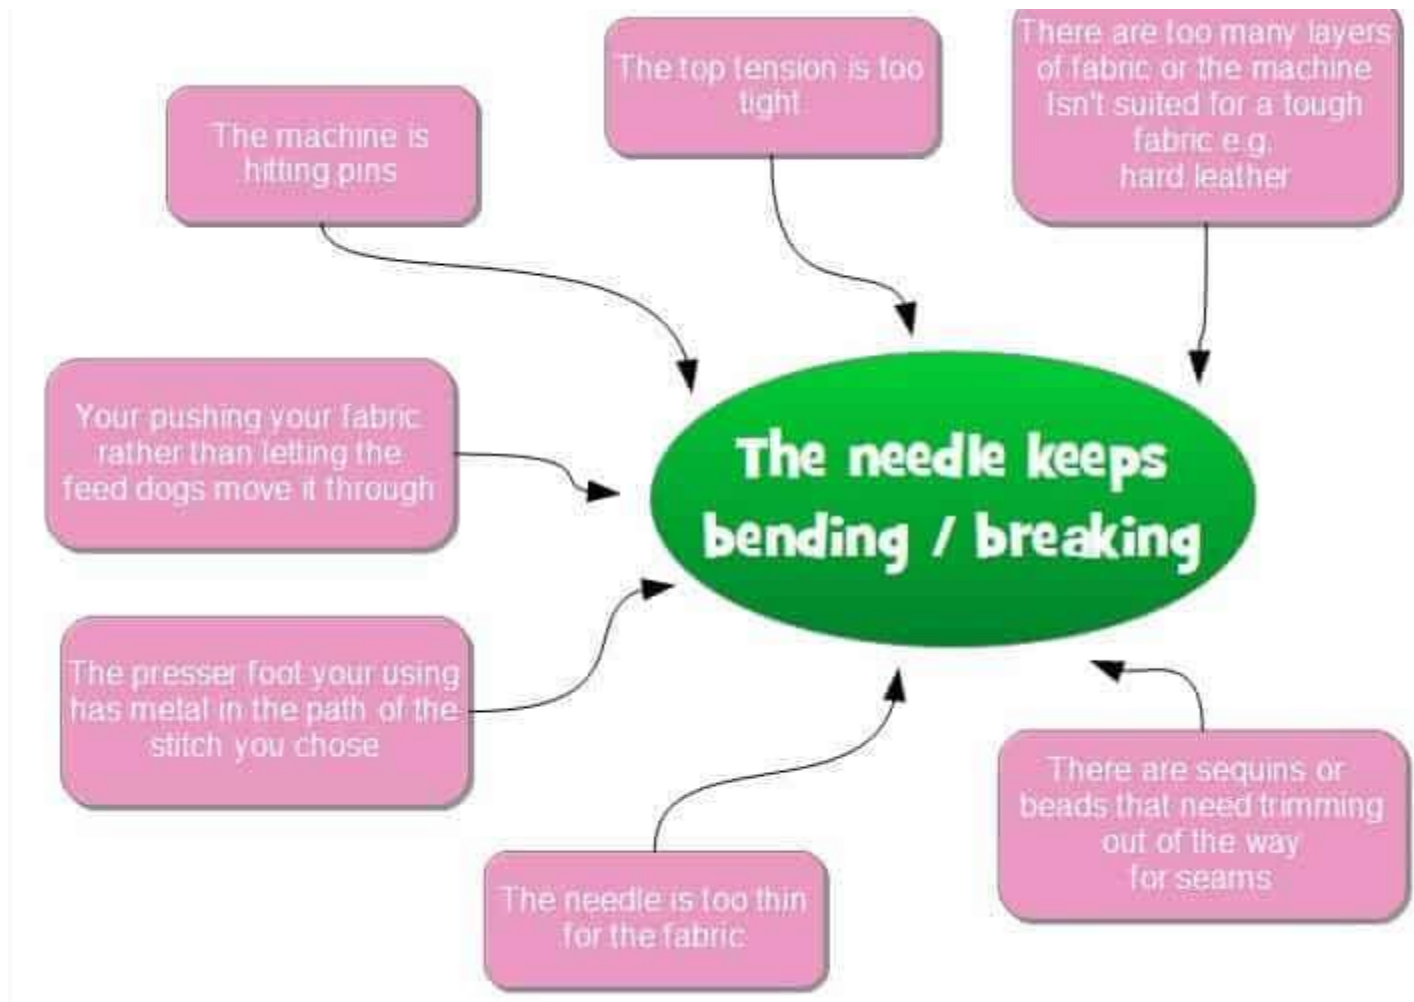 The machine is
hitting pins
The top tension is too
tight
There are too many layers
of fabric or the machine
Isn't suited for a tough
fabric e.g.
hard leather
Your pushing your fabric
rather than letting the
feed dogs move it through
The needle keeps
bending / breaking
The presser foot your using
has metal in the path of the
stitch you chose
There are sequins or
beads that need trimming
out of the way
for seams
The needle is too thin
for the fabric